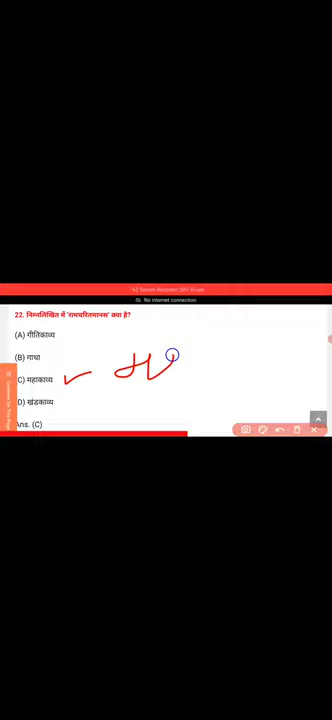 No internet connection
22. निम्नलिखित में 'रामचरितमानस' क्या है?
(A) गीतिकाव्य
(B) गाथा
C) महाकाव्य
D) खंडकाव्य
Ans. (C)